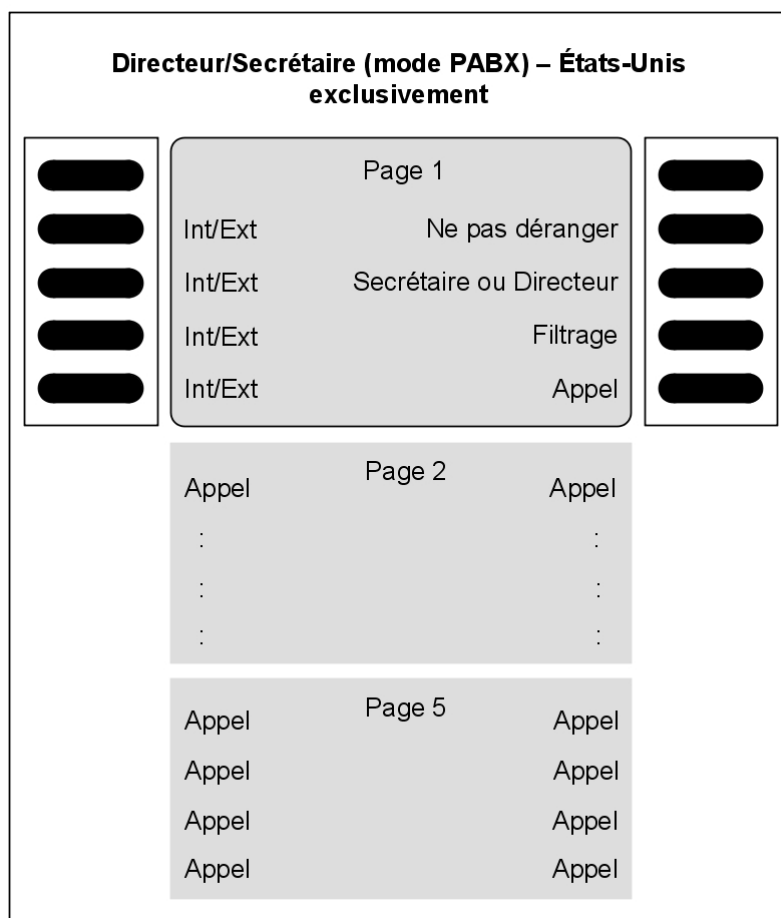 Directeur/Secrétaire (mode PABX) – États-Unis
exclusivement
Page 1
Int/Ext Ne pas déranger
Int/Ext Secrétaire ou Directeur
Int/Ext Filtrage
Int/Ext Appel
Page 2
Appel Appel
: :
: :
: :
Page 5
Appel Appel
Appel Appel
Appel Appel
Appel Appel